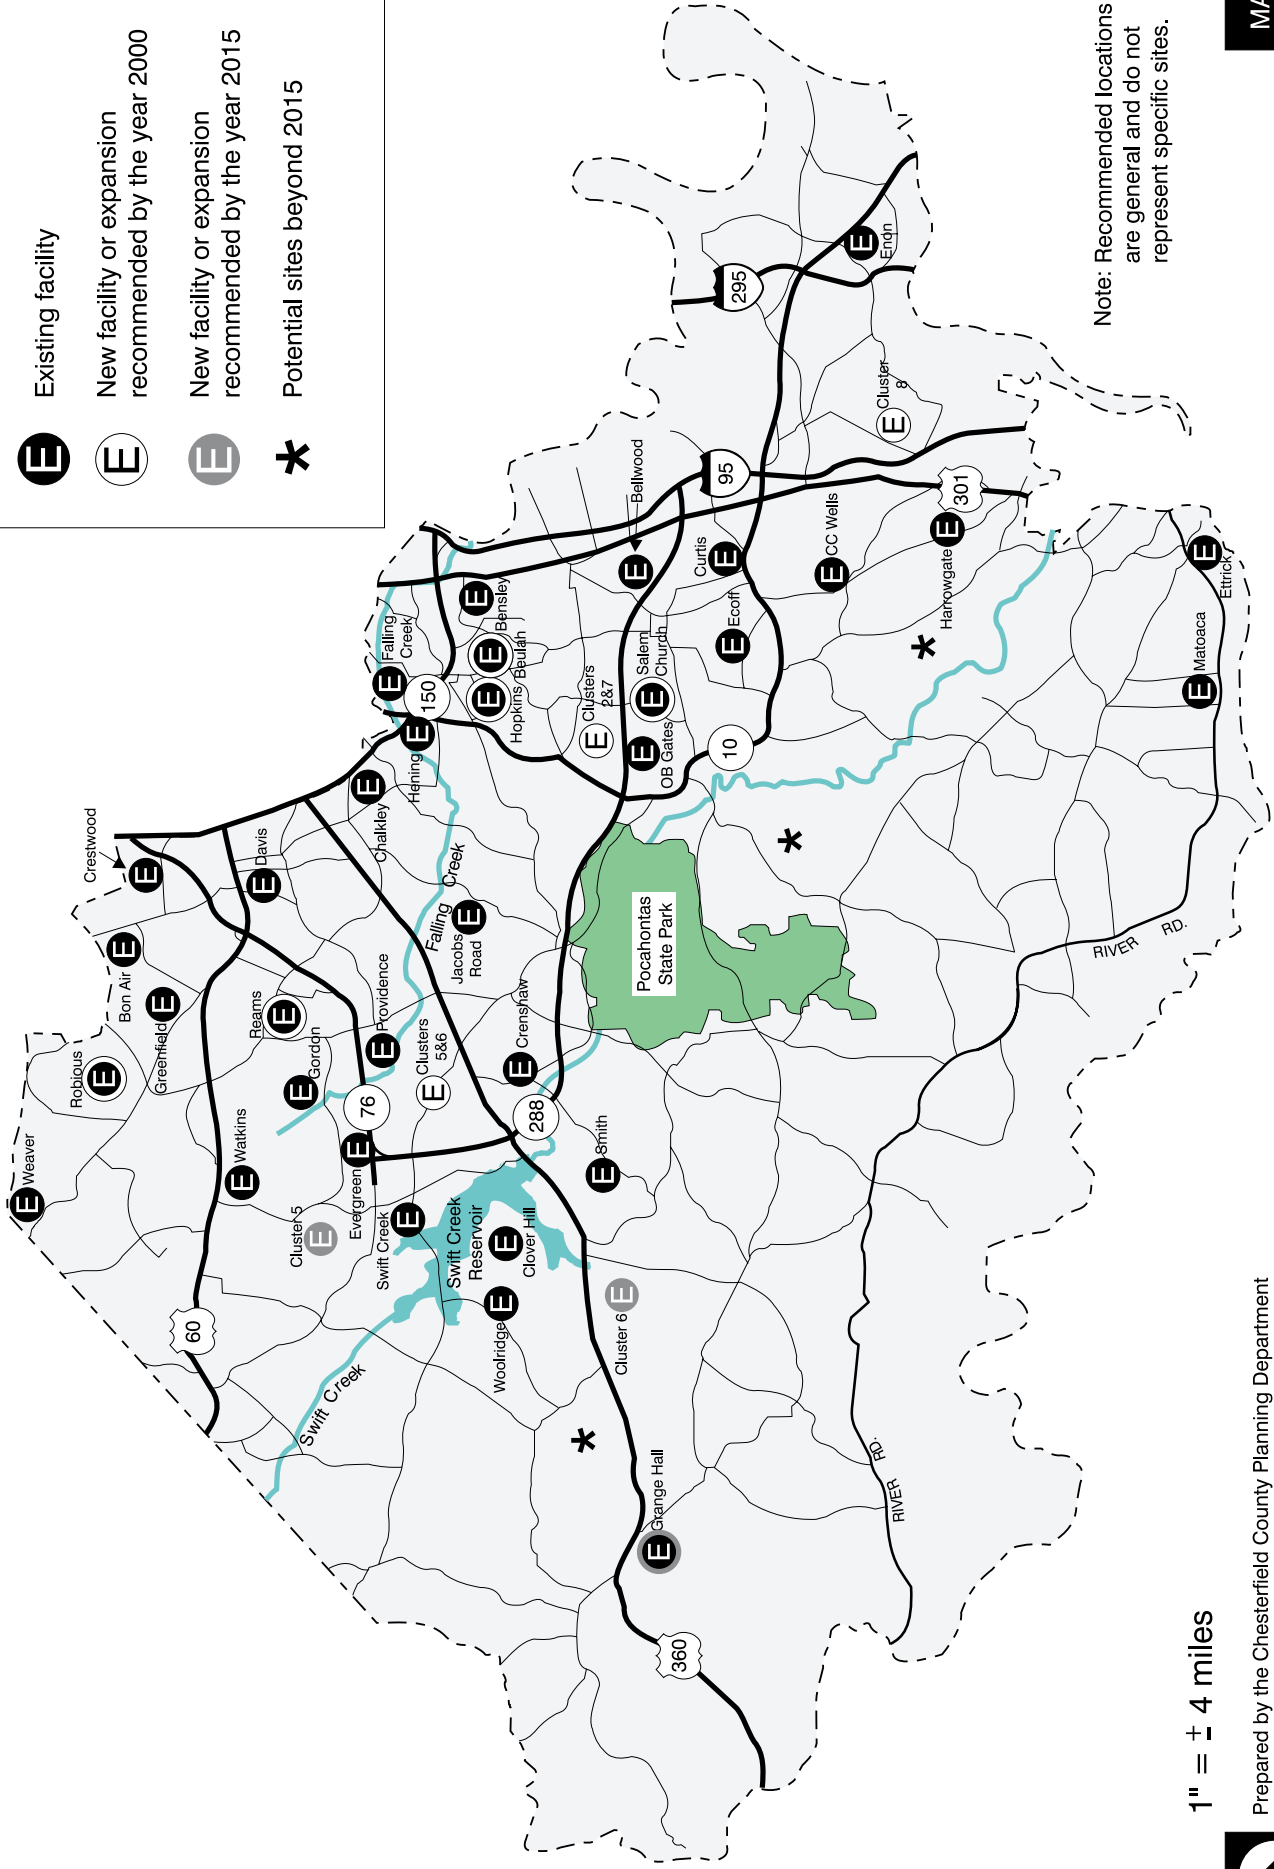 E
Existing facility
E
New facility or expansion
recommended by the year 2000
E
New facility or expansion
recommended by the year 2015
*
Potential sites beyond 2015
E
Weaver
Robious
E
Bon Air
E
Greenfield
E
Crestwood
E
Watkins
E
Reams
E
Gordon
E
Davis
E
Cluster 5
E
Evergreen
E
Providence
E
Swift Creek
E
Clusters
5&6
E
Chalkley
E
Hening
E
Falling
Creek
E
Bensley
E
Beulah
E
Hopkins
E
Jacobs
Road
E
Falling Creek
Crenshaw
E
Woolridge
E
Clover Hill
E
Swift Creek
Reservoir
Swift Creek
Smith
E
Cluster 6
E
Grange Hall
E
Clusters
2&7
E
Bellwood
E
OB Gates
E
Salem
Church
E
Curtis
E
Ecoff
E
CC Wells
E
Harrowgate
E
Enon
E
Cluster
8
E
Matoaca
E
Ettrick
E
Pocahontas
State Park
60
76
150
288
360
10
95
295
301
RIVER RD.
RIVER RD.
*
*
*
Note: Recommended locations
are general and do not
represent specific sites.
1" = ± 4 miles
Prepared by the Chesterfield County Planning Department
MA